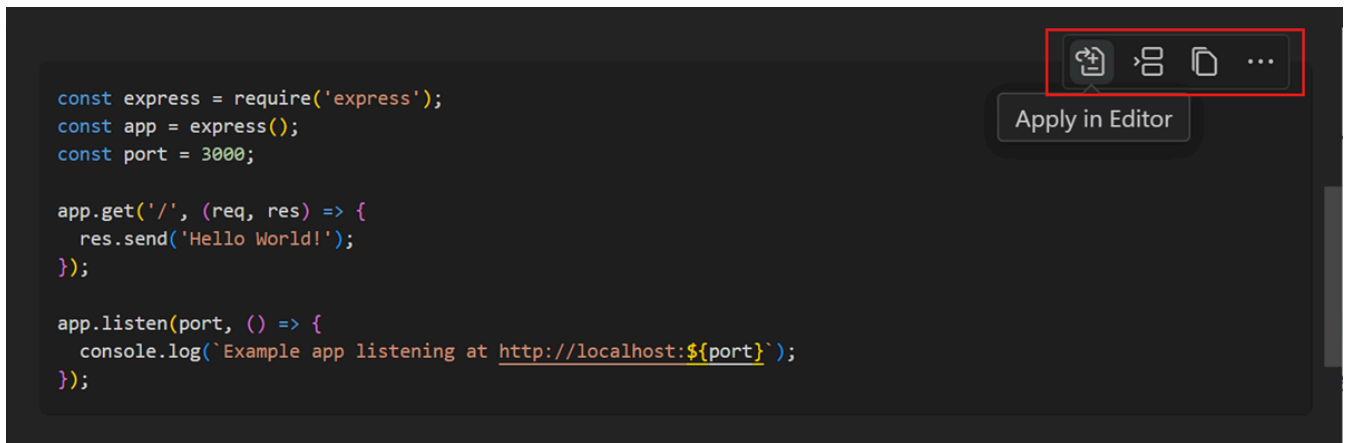 const express = require('express');
const app = express();
const port = 3000;
app.get('/', (req, res) => {
  res.send('Hello World!');
});
app.listen(port, () => {
  console.log(`Example app listening at http://localhost:${port}`);
});
Apply in Editor